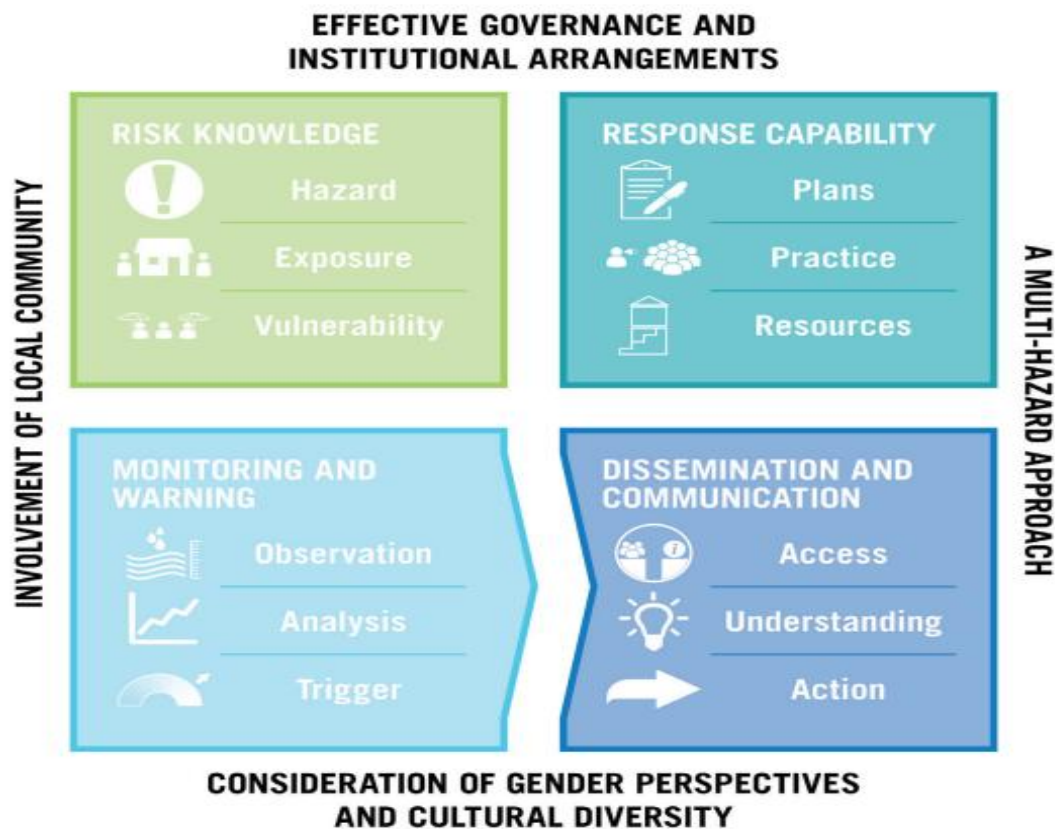 EFFECTIVE GOVERNANCE AND
INSTITUTIONAL ARRANGEMENTS
INVOLVEMENT OF LOCAL COMMUNITY
RISK KNOWLEDGE
Hazard
Exposure
Vulnerability
RESPONSE CAPABILITY
Plans
Practice
Resources
MONITORING AND
WARNING
Observation
Analysis
Trigger
DISSEMINATION AND
COMMUNICATION
Access
Understanding
Action
A MULTI-HAZARD APPROACH
CONSIDERATION OF GENDER PERSPECTIVES
AND CULTURAL DIVERSITY